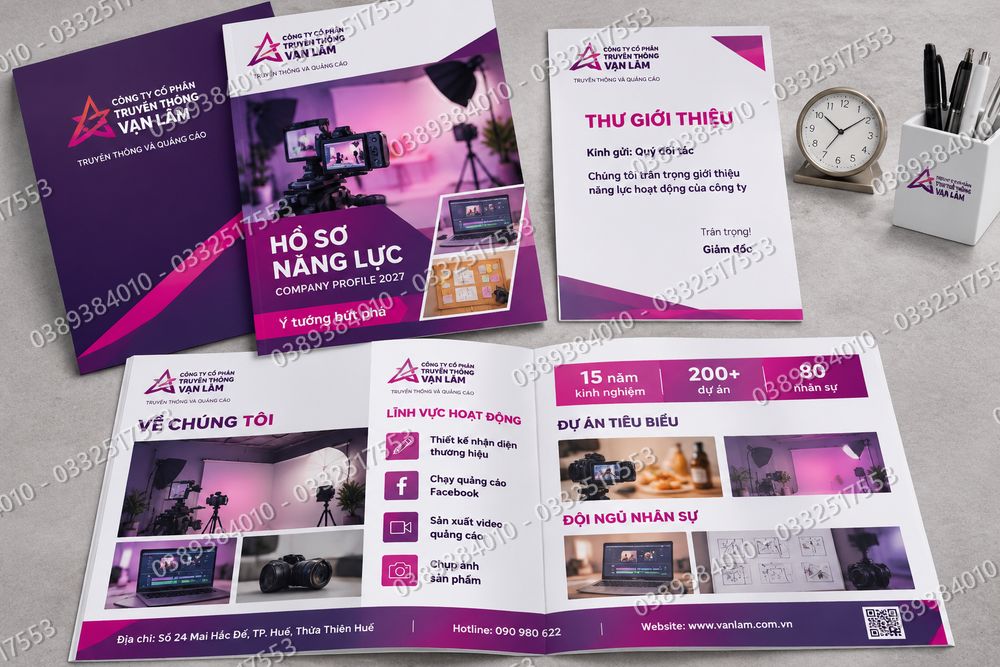 CÔNG TY CỔ PHẦN
TRUYỀN THÔNG
VẠN LÂM
TRUYỀN THÔNG VÀ QUẢNG CÁO
CÔNG TY CỔ PHẦN
TRUYỀN THÔNG
VẠN LÂM
TRUYỀN THÔNG VÀ QUẢNG CÁO
HỒ SƠ
NĂNG LỰC
COMPANY PROFILE 2027
Ý tưởng bứt phá
CÔNG TY CỔ PHẦN
TRUYỀN THÔNG
VẠN LÂM
TRUYỀN THÔNG VÀ QUẢNG CÁO
THƯ GIỚI THIỆU
Kính gửi: Quý đối tác
Chúng tôi trân trọng giới thiệu
năng lực hoạt động của công ty
Trân trọng!
Giám đốc
VẠN LÂM
CÔNG TY CỔ PHẦN
TRUYỀN THÔNG
VẠN LÂM
TRUYỀN THÔNG VÀ QUẢNG CÁO
VỀ CHÚNG TÔI
CÔNG TY CỔ PHẦN
TRUYỀN THÔNG
VẠN LÂM
TRUYỀN THÔNG VÀ QUẢNG CÁO
LĨNH VỰC HOẠT ĐỘNG
Thiết kế nhận diện
thương hiệu
Chạy quảng cáo
Facebook
Sản xuất video
quảng cáo
Chụp ảnh
sản phẩm
15 năm
kinh nghiệm
200+
dự án
80
nhân sự
DỰ ÁN TIÊU BIỂU
ĐỘI NGŨ NHÂN SỰ
Địa chỉ: Số 24 Mai Hắc Đế, TP. Huế, Thừa Thiên Huế
Hotline: 090 980 622
Website: www.vanlam.com.vn
0389384010 - 0332517553